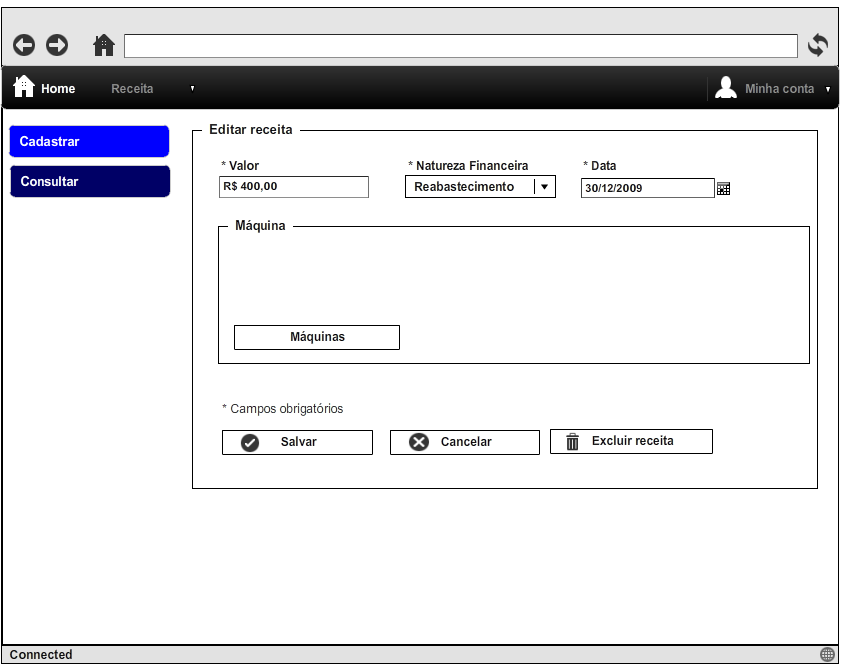 Home Receita Minha conta
Cadastrar
Consultar
Editar receita
* Valor * Natureza Financeira * Data
R$ 400,00 Reabastecimento 30/12/2009
Máquina
Máquinas
* Campos obrigatórios
Salvar Cancelar Excluir receita
Connected